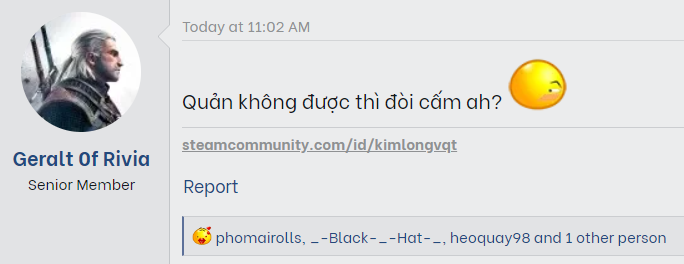 Today at 11:02 AM
Quản không được thì đòi cấm ah?
steamcommunity.com/id/kimlongvqt
Geralt 0f Rivia
Senior Member
Report
phomairolls, _-Black-_-Hat-_, heoquay98 and 1 other person